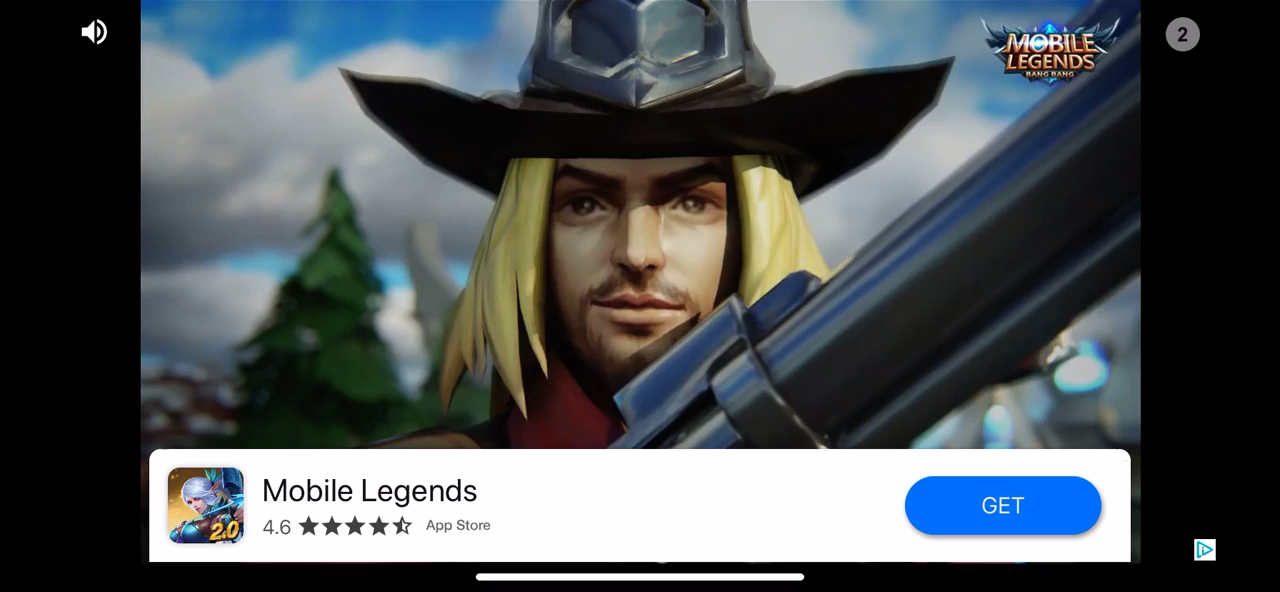 2
MOBILE
LEGENDS
BANG BANG
Mobile Legends
4.6
App Store
GET
2.0